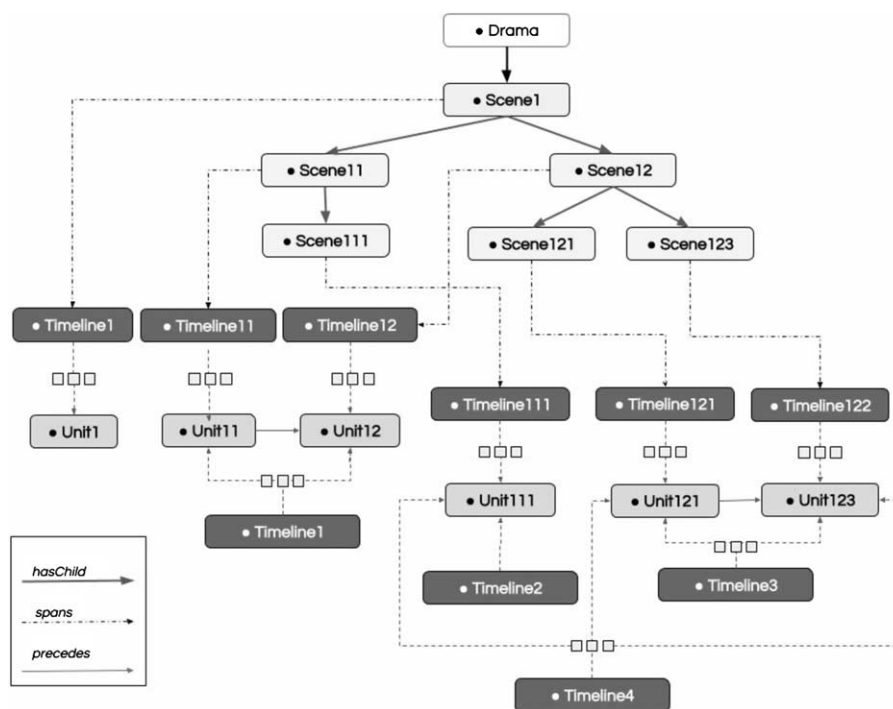 • Drama
• Scene1
• Scene11
• Scene12
• Scene111
• Scene121
• Scene123
• Timeline1
• Timeline11
• Timeline12
• Timeline111
• Timeline121
• Timeline122
• Unit1
• Unit11
• Unit12
• Unit111
• Unit121
• Unit123
• Timeline1
• Timeline2
• Timeline3
• Timeline4
hasChild
spans
precedes